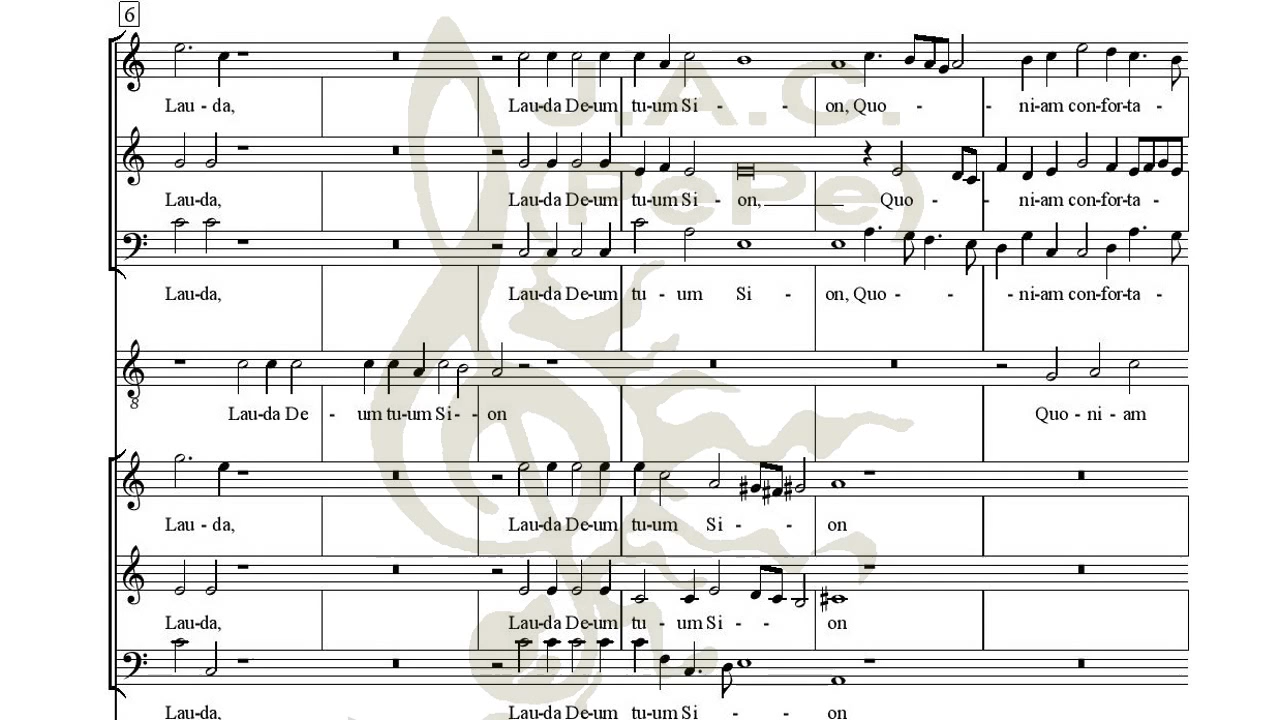 6
Lau - da, Lau-da De-um tu-um Si - - on, Quo - - ni-am con-for-ta -
J.A.C.
Lau-da, Lau-da De-um tu-um Si - on, Quo - - ni-am con-for-ta -
(PePe)
Lau-da, Lau-da De-um tu - um Si - on, Quo - - - ni-am con-for-ta -
8
Lau-da De - um tu-um Si - - on Quo - ni - am
Lau - da, Lau-da De-um tu-um Si - - on
Lau-da, Lau-da De-um tu - um Si - - on
Lau-da, Lau-da De-um tu-um Si - - on